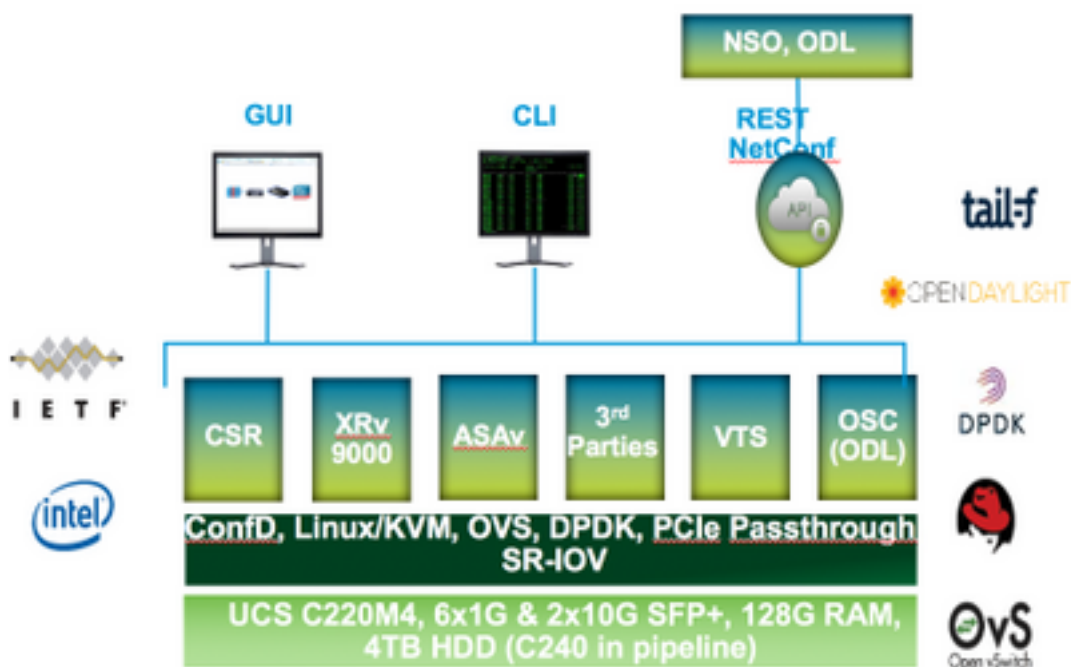 NSO, ODL
GUI
CLI
REST
NetConf
API
tail-f
OPENDAYLIGHT
IETF
CSR
XRv
9000
ASAv
3rd
Parties
VTS
OSC
(ODL)
DPDK
intel
ConfD, Linux/KVM, OVS, DPDK, PCIe Passthrough
SR-IOV
UCS C220M4, 6x1G & 2x10G SFP+, 128G RAM,
4TB HDD (C240 in pipeline)
OvS
Open vSwitch